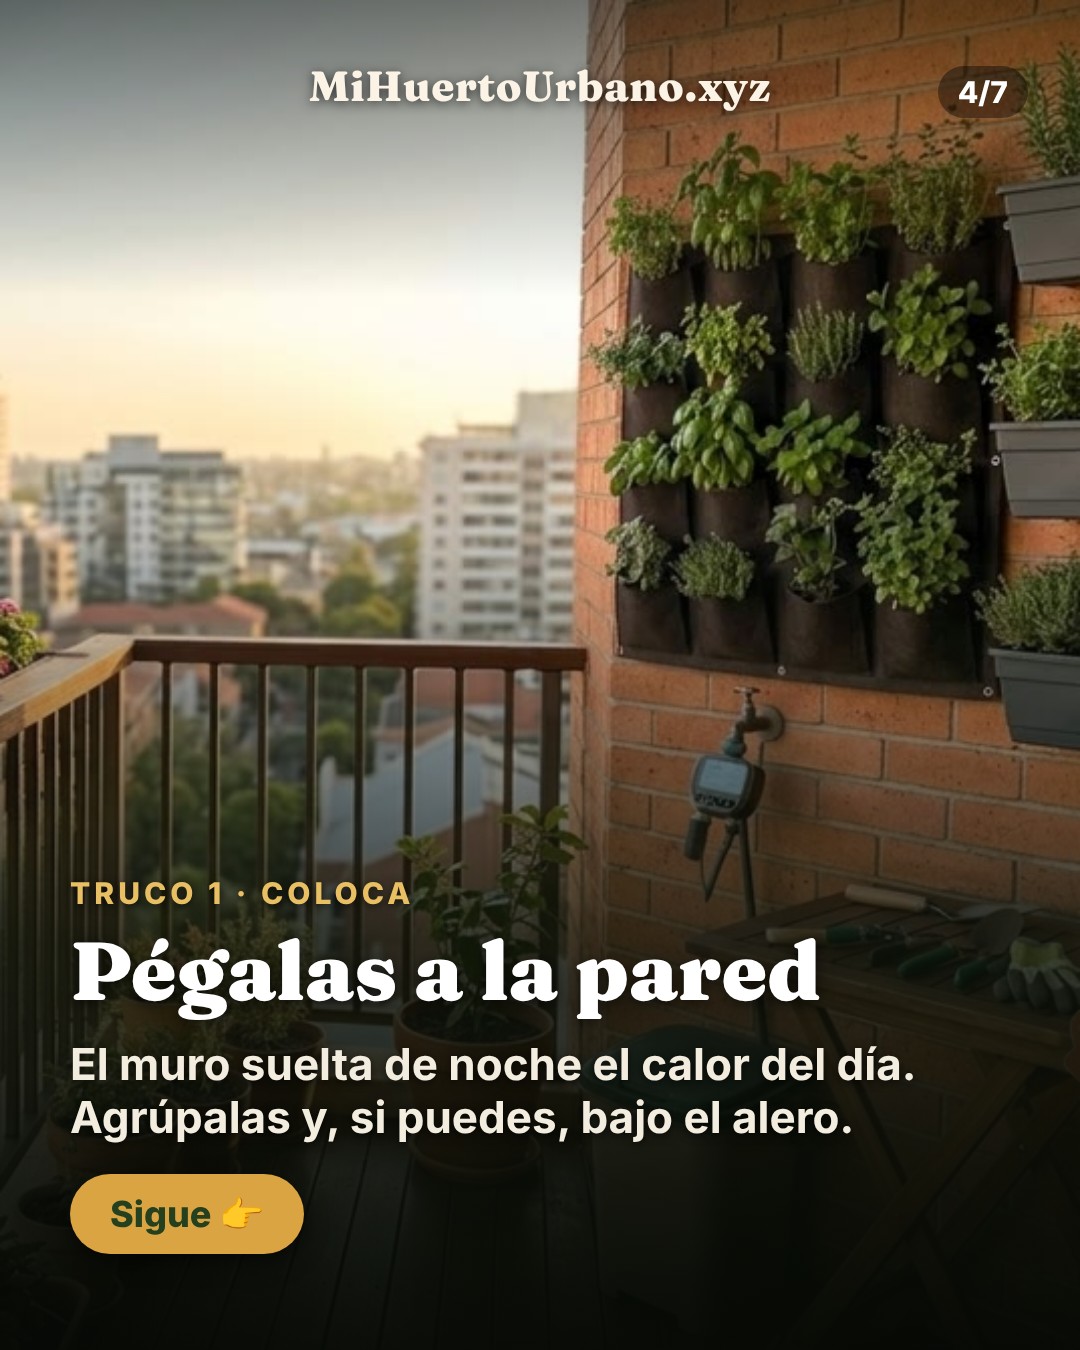 MiHuertoUrbano.xyz
4/7
TRUCO 1 · COLOCA
Pégalas a la pared
El muro suelta de noche el calor del día.
Agrúpalas y, si puedes, bajo el alero.
Sigue 👉